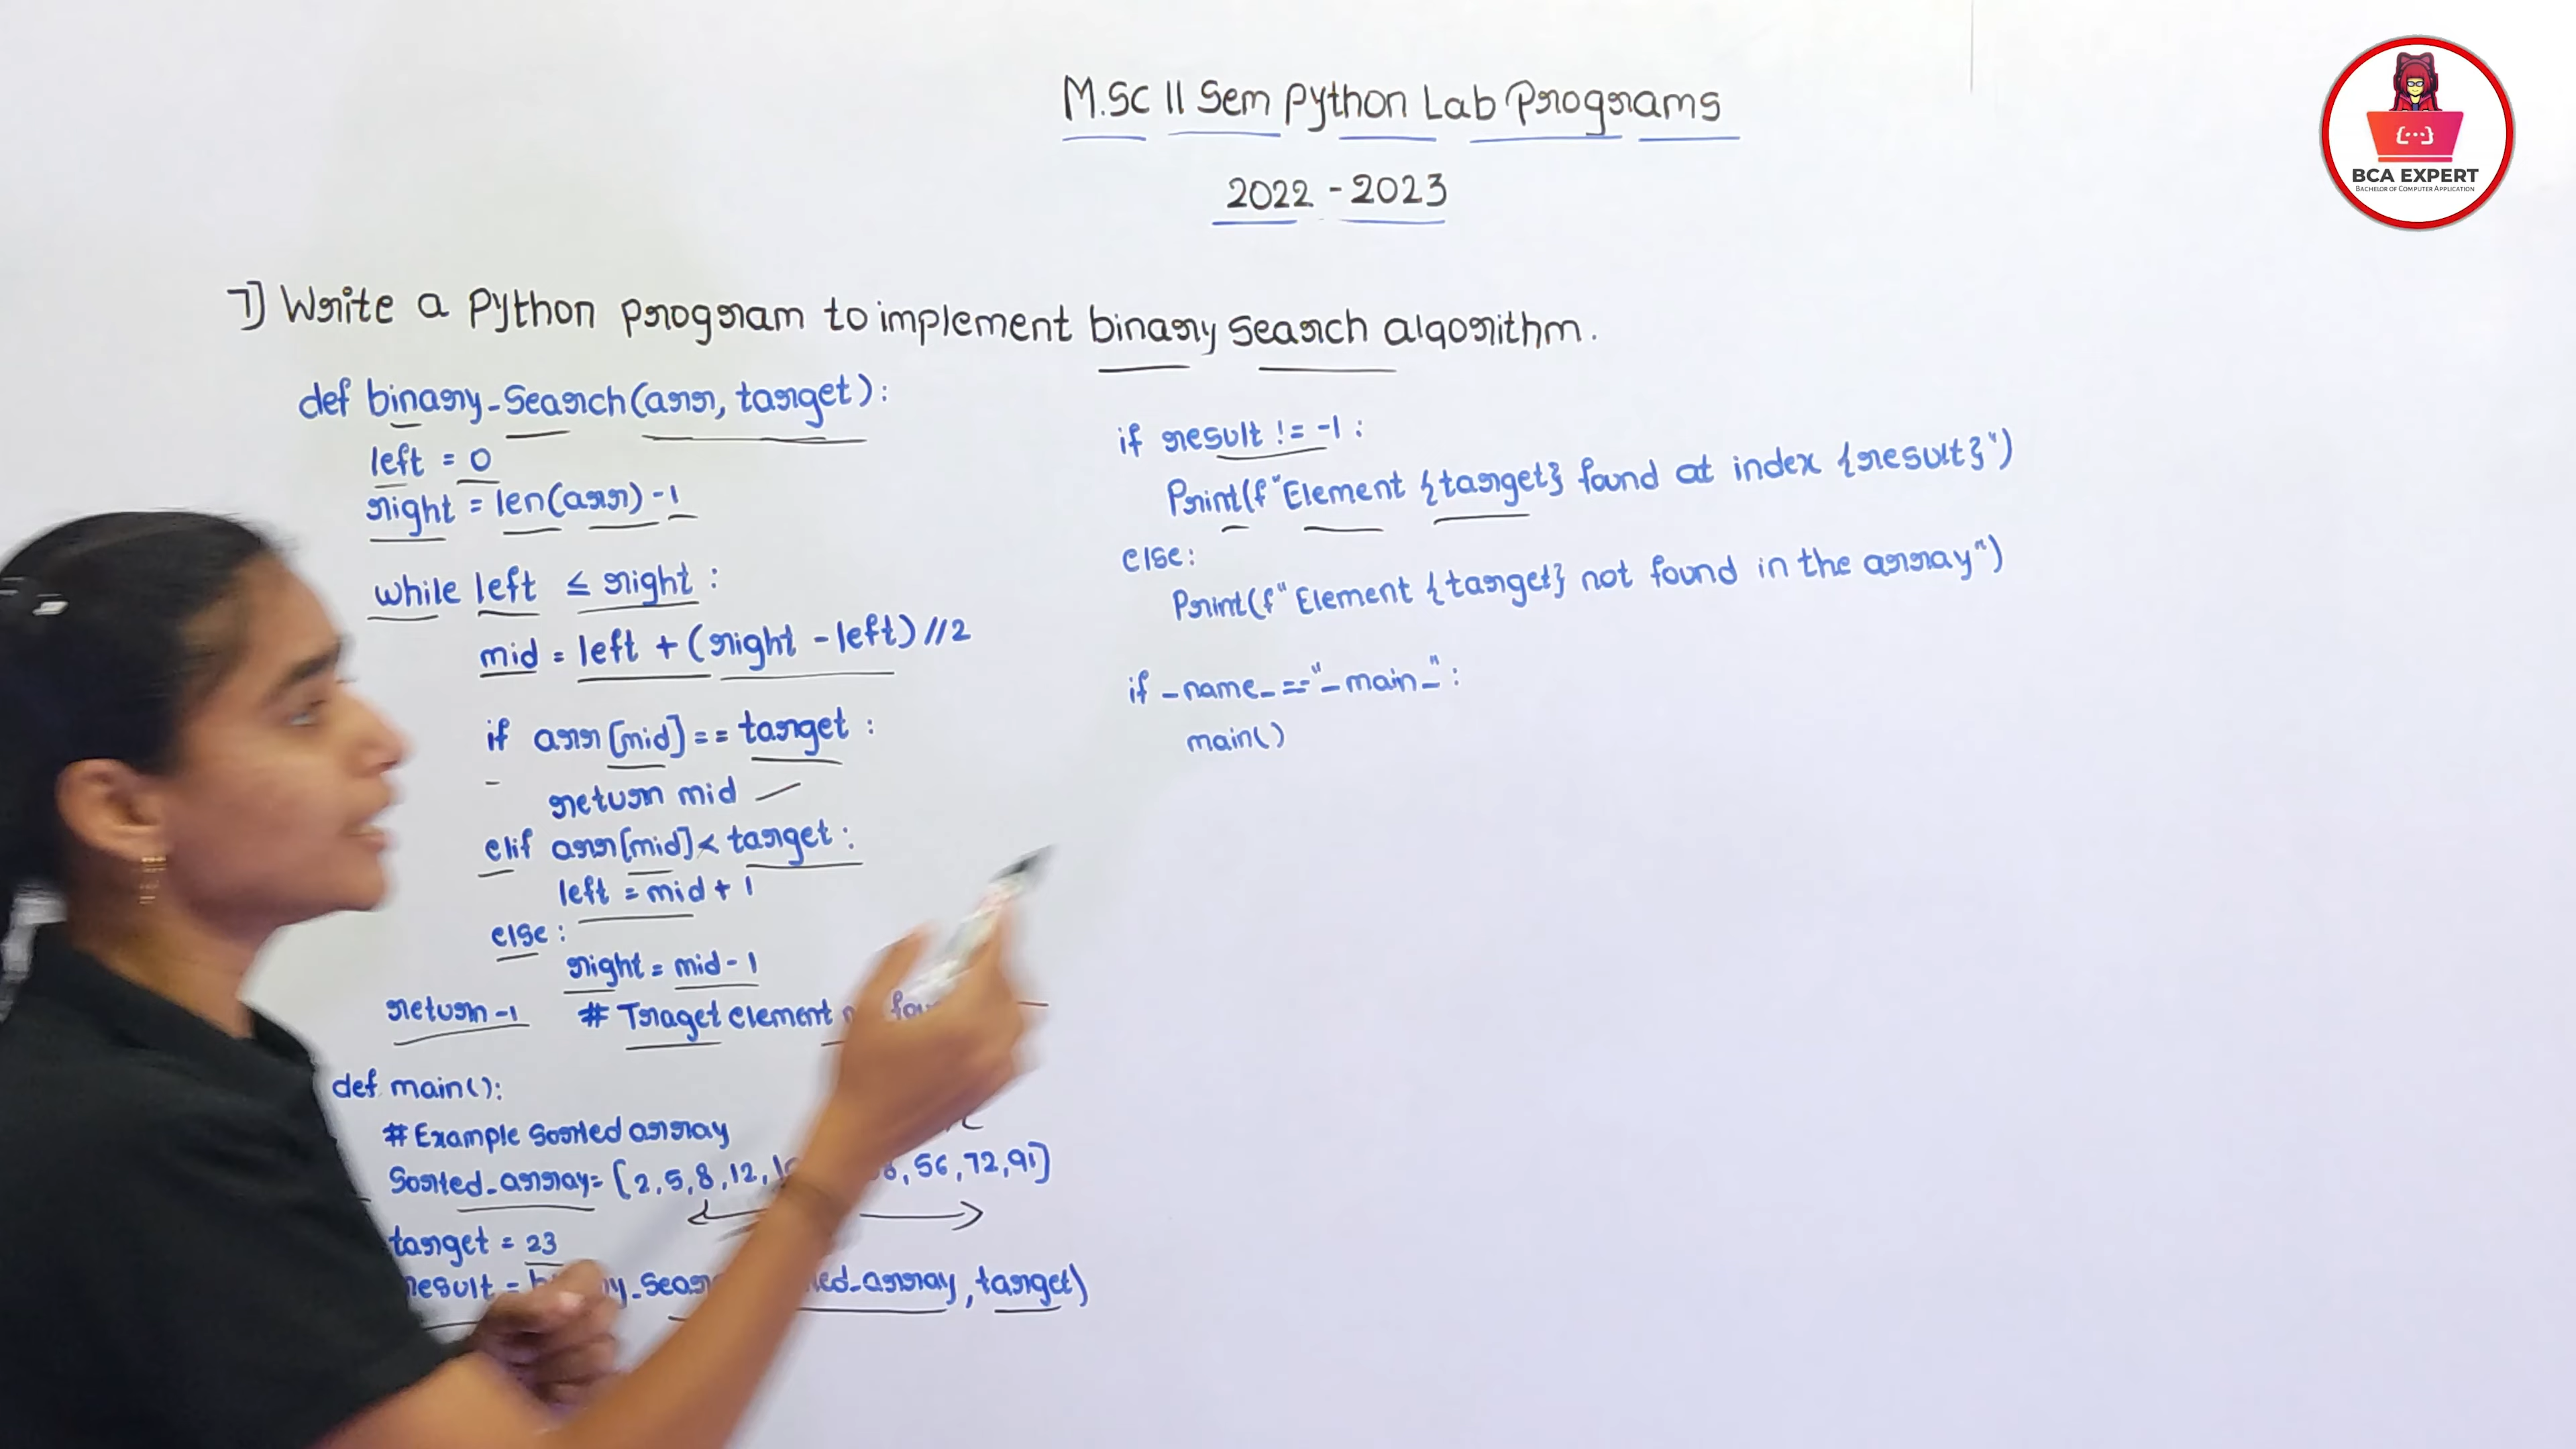 M.Sc II Sem Python Lab Programs
2022 - 2023
{···}
BCA EXPERT
BACHELOR OF COMPUTER APPLICATION
7] Write a Python program to implement binary search algorithm.
def binary_Search(arr, target):
left = 0
right = len(arr) -1
while left ≤ right :
mid = left + (right - left) //2
if arr[mid] == target :
return mid
elif arr[mid] < target :
left = mid + 1
else :
right = mid - 1
return -1 # Traget element
def main():
# Example Sorted array
Sorted_array= [2,5,8,12, ,56,72,91]
target = 23
result = _array, target)
if result != -1 :
Print(f"Element {target} found at index {result}")
else:
Print(f"Element {target} not found in the array")
if _name_ == "_main_" :
main()